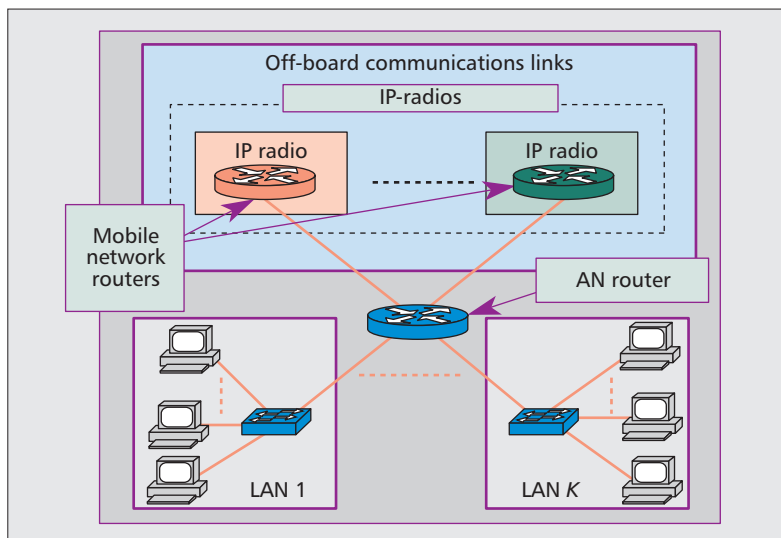 Off-board communications links
IP-radios
IP radio
IP radio
Mobile
network
routers
AN router
LAN 1
LAN K